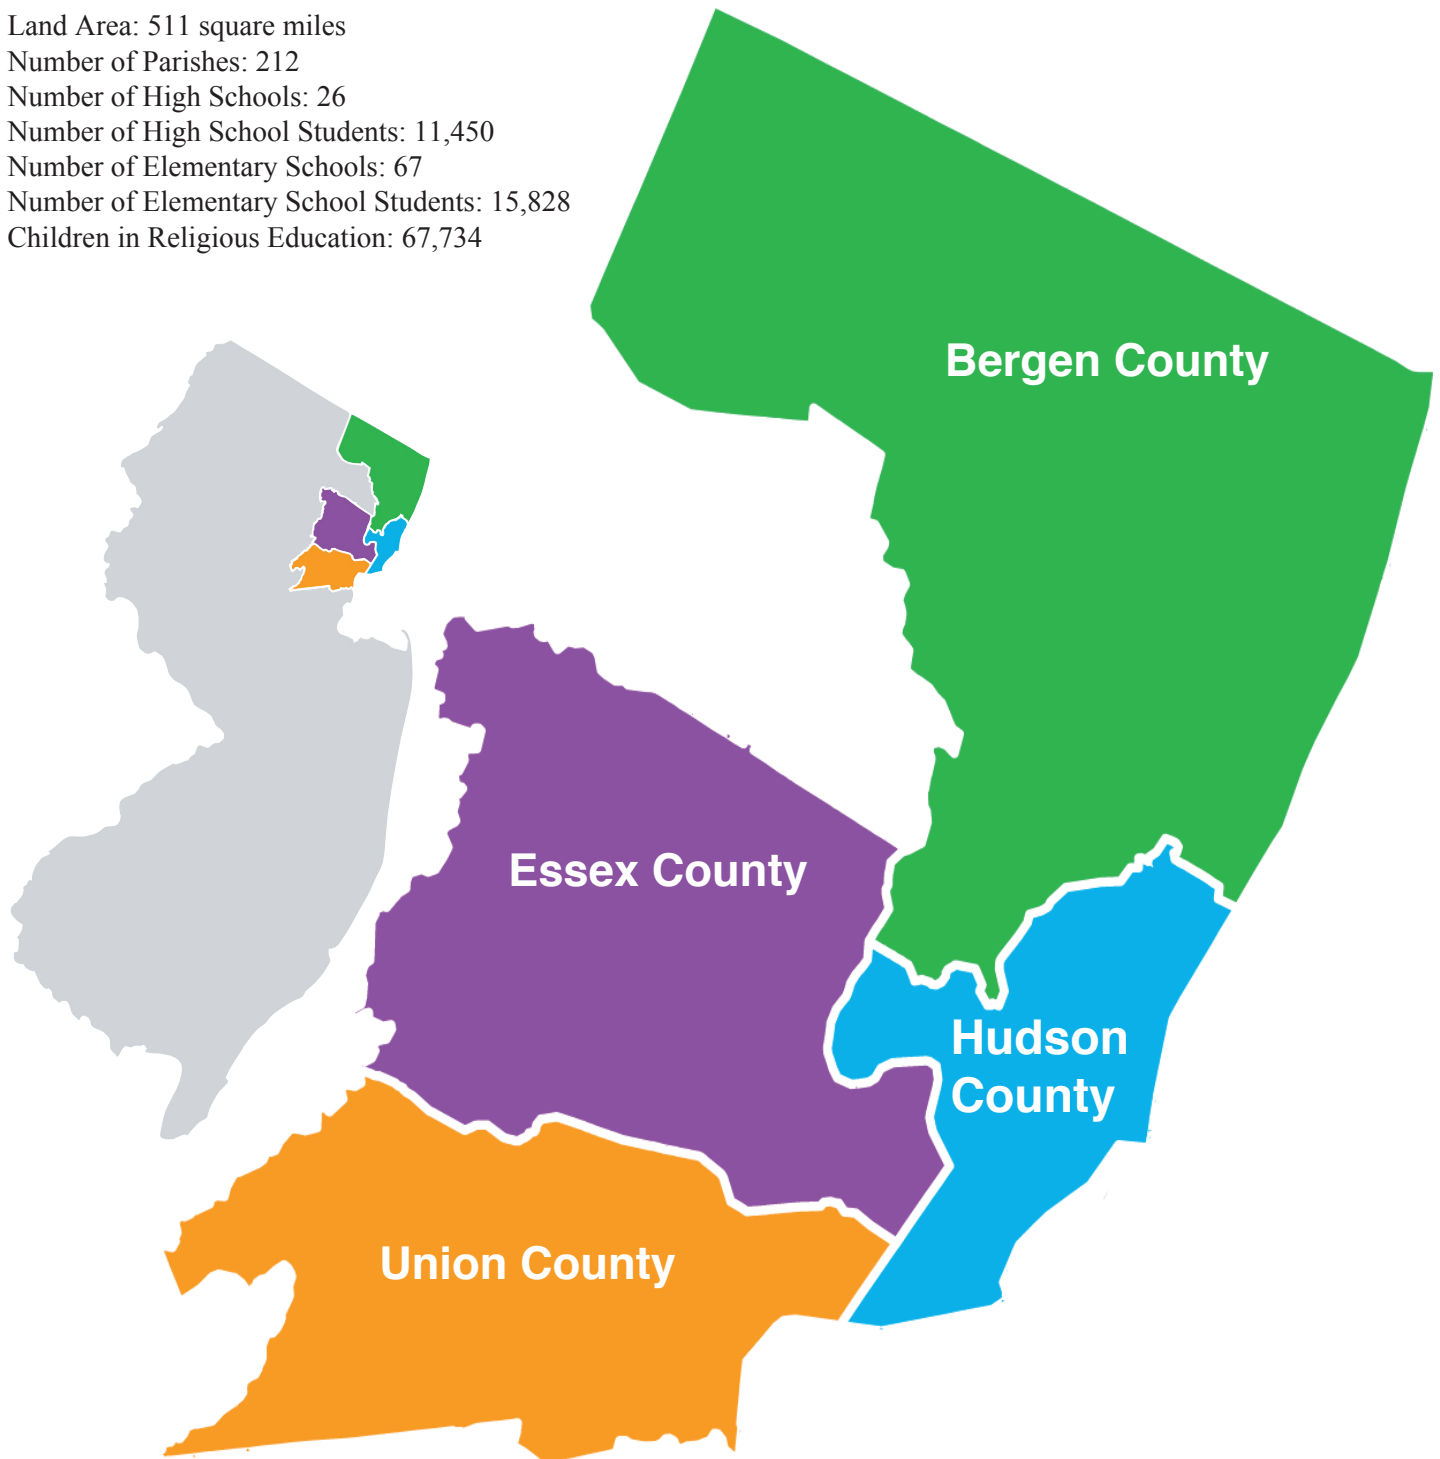 Land Area: 511 square miles
Number of Parishes: 212
Number of High Schools: 26
Number of High School Students: 11,450
Number of Elementary Schools: 67
Number of Elementary School Students: 15,828
Children in Religious Education: 67,734
Bergen County
Essex County
Hudson
County
Union County